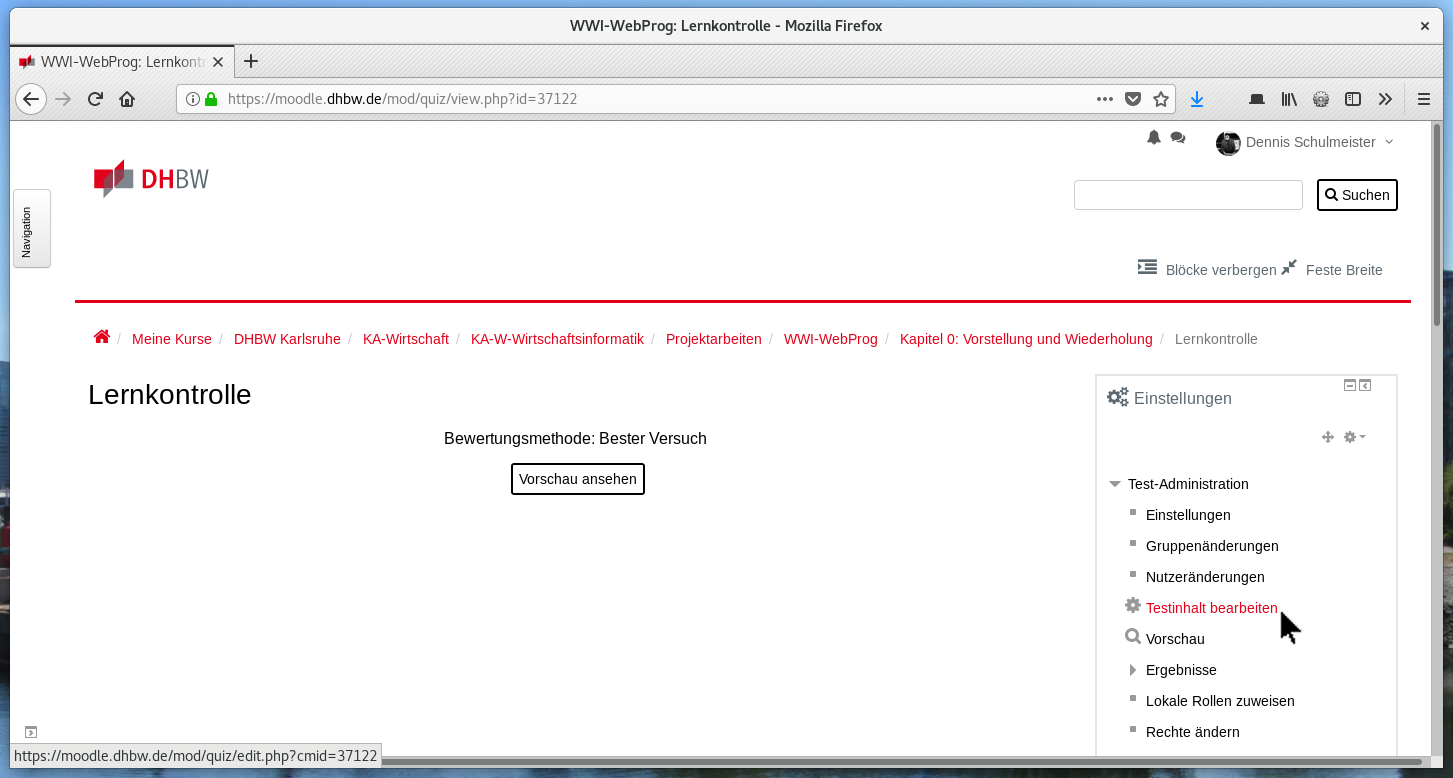 WWI-WebProg: Lernkontrolle - Mozilla Firefox
WWI-WebProg: Lernkont
https://moodle.dhbw.de/mod/quiz/view.php?id=37122
Dennis Schulmeister
DHBW
Suchen
Navigation
Blöcke verbergen Feste Breite
/ Meine Kurse / DHBW Karlsruhe / KA-Wirtschaft / KA-W-Wirtschaftsinformatik / Projektarbeiten / WWI-WebProg / Kapitel 0: Vorstellung und Wiederholung / Lernkontrolle
Lernkontrolle
Bewertungsmethode: Bester Versuch
Vorschau ansehen
Einstellungen
Test-Administration
Einstellungen
Gruppenänderungen
Nutzeränderungen
Testinhalt bearbeiten
Vorschau
Ergebnisse
Lokale Rollen zuweisen
Rechte ändern
https://moodle.dhbw.de/mod/quiz/edit.php?cmid=37122